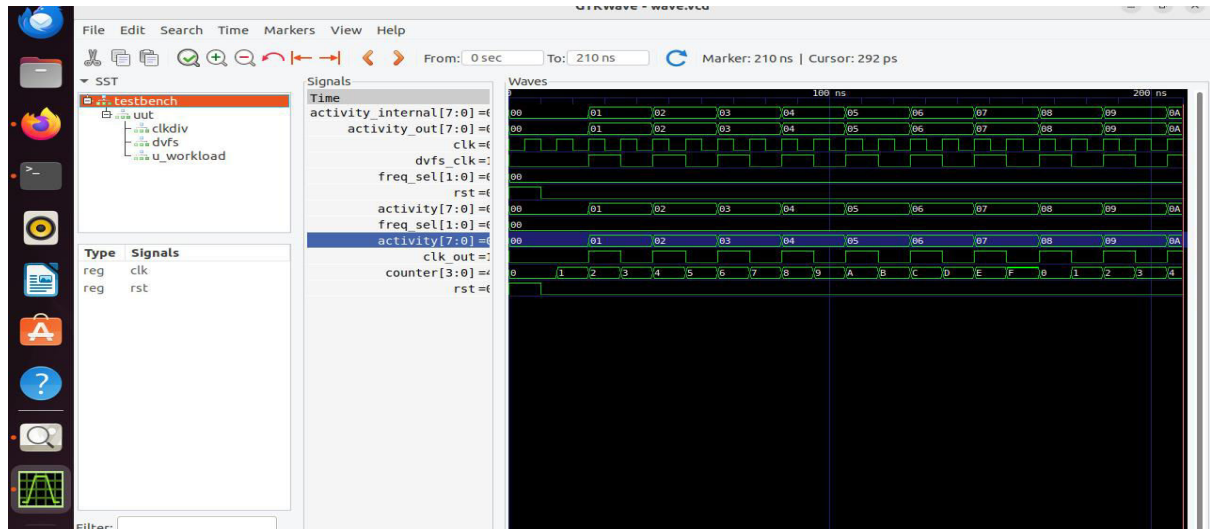 GTKWave - wave.vcd
File Edit Search Time Markers View Help
From: 0 sec To: 210 ns Marker: 210 ns | Cursor: 292 ps
SST
testbench
uut
clkdiv
dvfs
u_workload
Type Signals
reg clk
reg rst
Filter:
Signals
Time
activity_internal[7:0] =
activity_out[7:0] =
clk =
dvfs_clk =
freq_sel[1:0] =
rst =
activity[7:0] =
freq_sel[1:0] =
activity[7:0] =
clk_out =
counter[3:0] =
rst =
Waves
100 ns 200 ns
00 01 02 03 04 05 06 07 08 09 0A
00 01 02 03 04 05 06 07 08 09 0A
00
00 01 02 03 04 05 06 07 08 09 0A
00
00 01 02 03 04 05 06 07 08 09 0A
0 1 2 3 4 5 6 7 8 9 A B C D E F 0 1 2 3 4